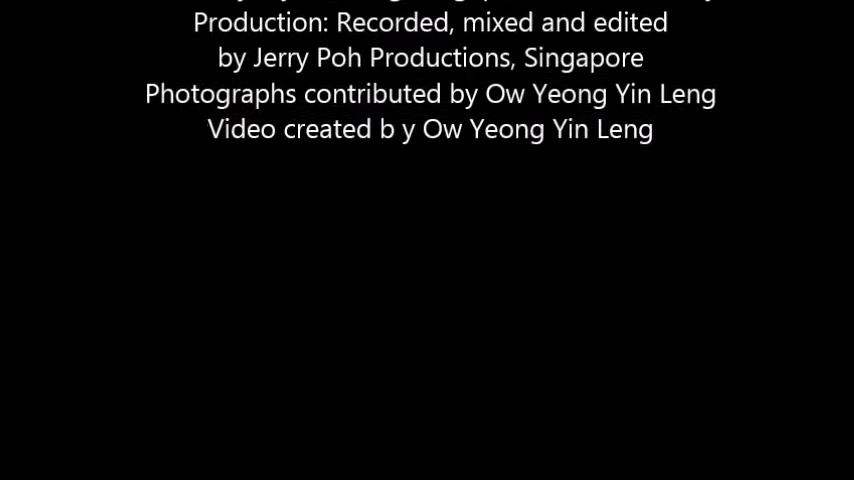 Production: Recorded, mixed and edited
by Jerry Poh Productions, Singapore
Photographs contributed by Ow Yeong Yin Leng
Video created b y Ow Yeong Yin Leng